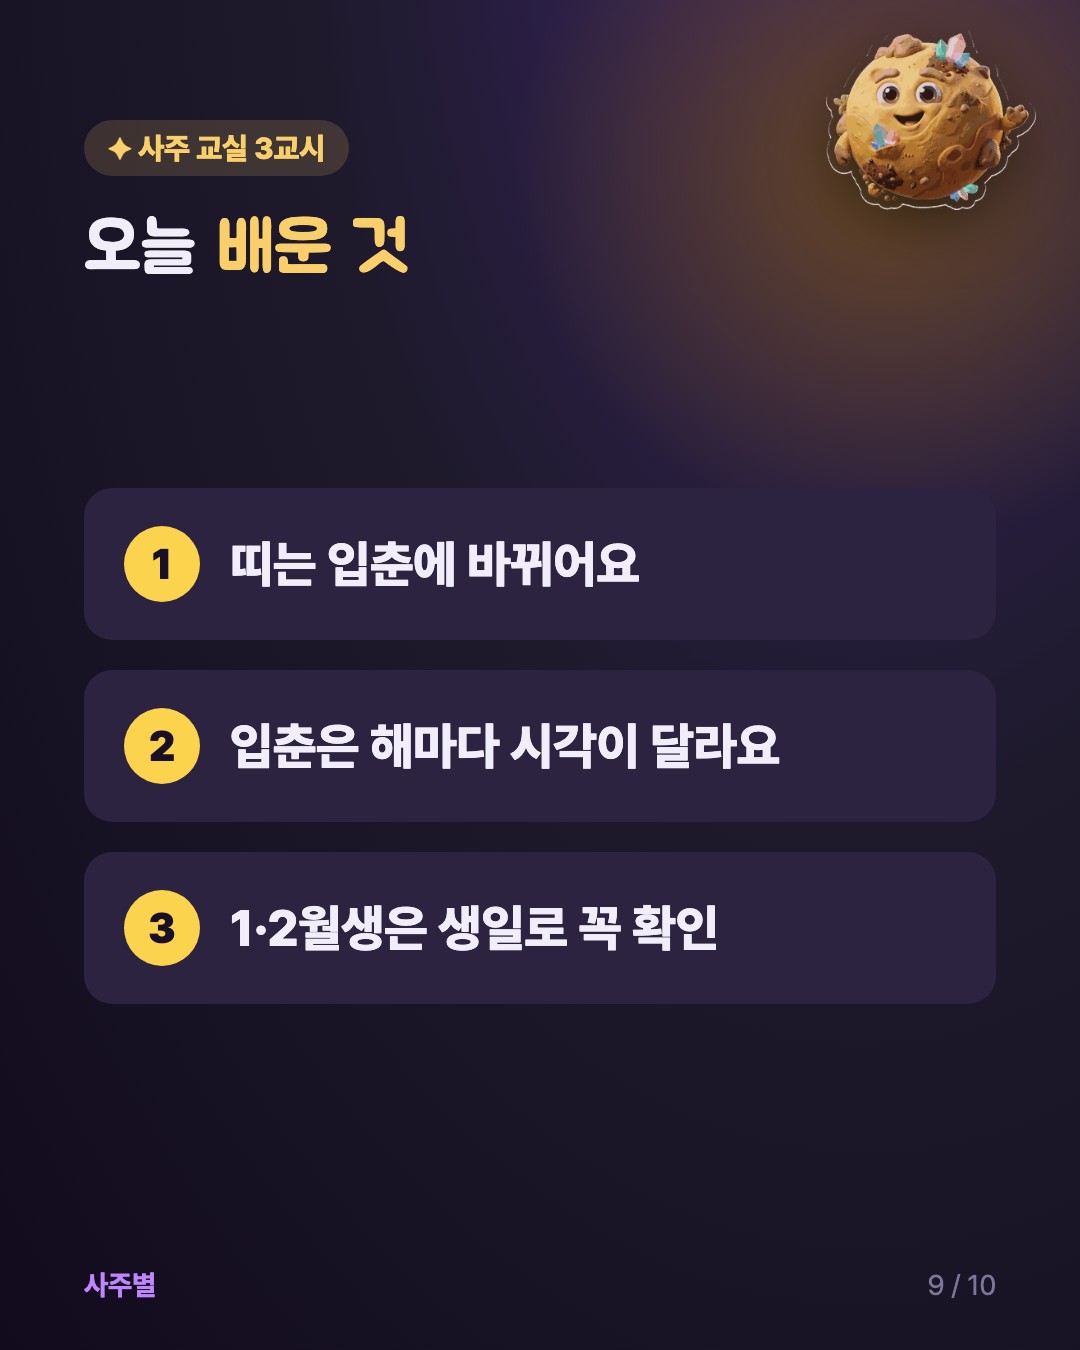 ✦ 사주 교실 3교시
오늘 배운 것
1 띠는 입춘에 바뀌어요
2 입춘은 해마다 시각이 달라요
3 1·2월생은 생일로 꼭 확인
사주별
9 / 10